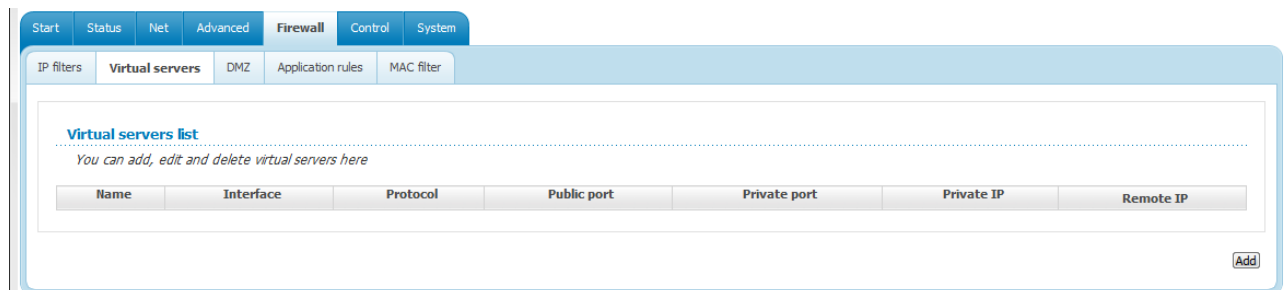 Start Status Net Advanced Firewall Control System
IP filters Virtual servers DMZ Application rules MAC filter
Virtual servers list
You can add, edit and delete virtual servers here
Name Interface Protocol Public port Private port Private IP Remote IP
Add